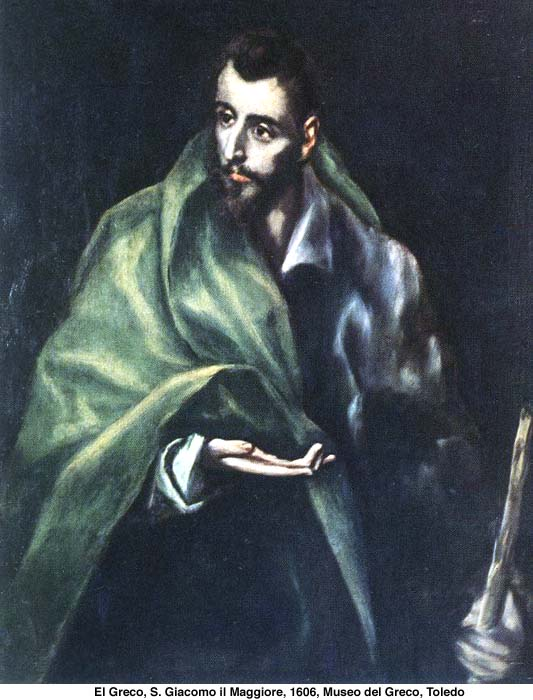 El Greco, S. Giacomo il Maggiore, 1606, Museo del Greco, Toledo